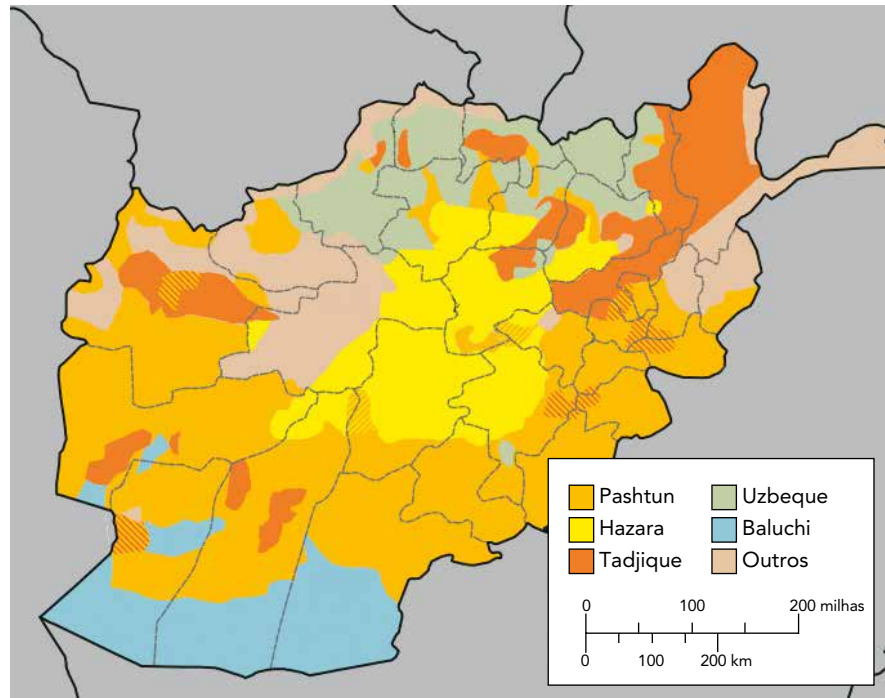 Pashtun
Hazara
Tadjique
Uzbeque
Baluchi
Outros
0 100 200 milhas
0 100 200 km